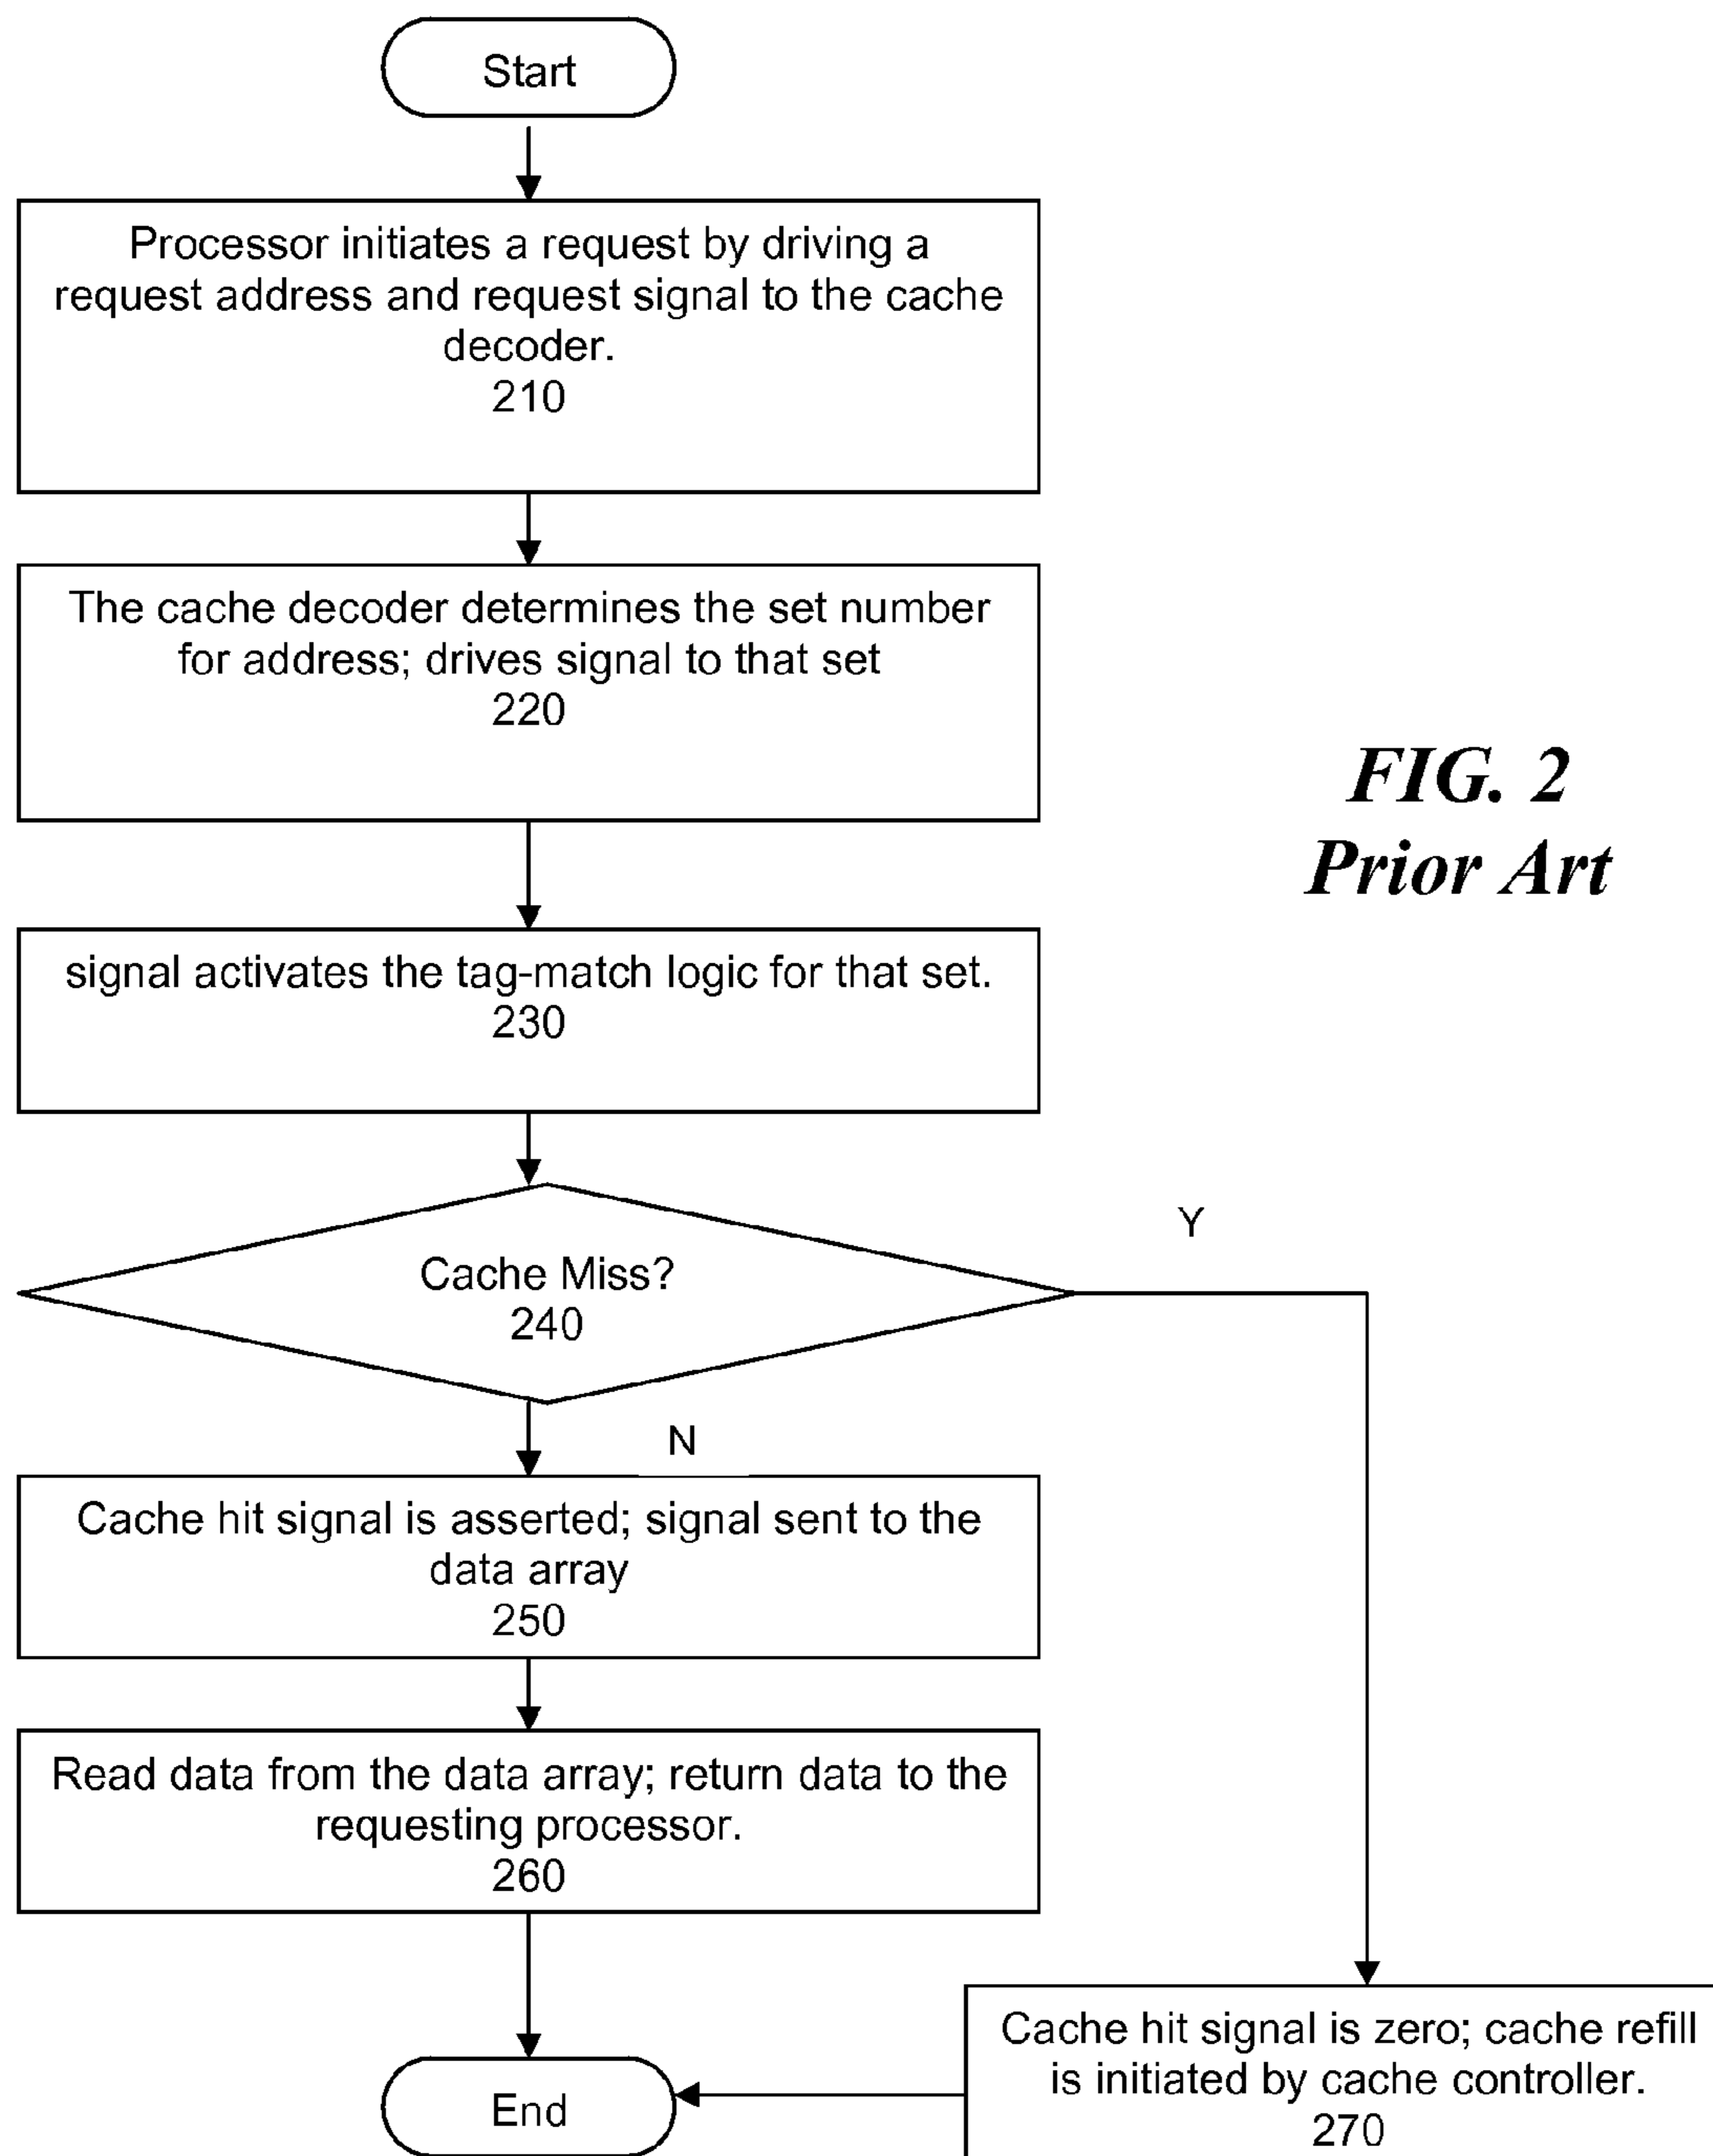 Start
Processor initiates a request by driving a
request address and request signal to the cache
decoder.
210
The cache decoder determines the set number
for address; drives signal to that set
220
FIG. 2
Prior Art
signal activates the tag-match logic for that set.
230
Cache Miss?
240
Y
N
Cache hit signal is asserted; signal sent to the
data array
250
Read data from the data array; return data to the
requesting processor.
260
Cache hit signal is zero; cache refill
is initiated by cache controller.
270
End